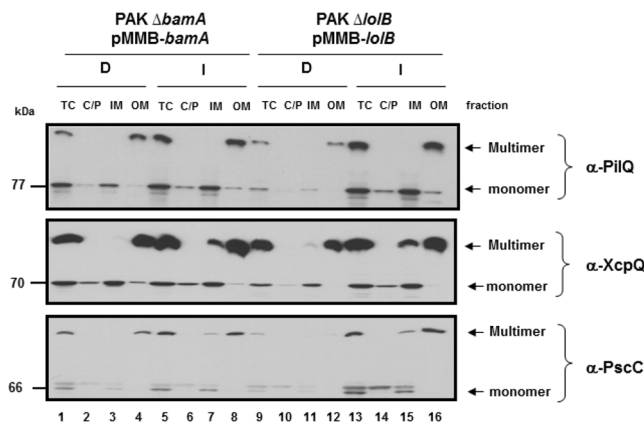 PAK ΔbamA PAK ΔlolB
pMMB-bamA pMMB-lolB
D I D I
kDa TC C/P IM OM TC C/P IM OM TC C/P IM OM TC C/P IM OM fraction
Multimer
77 monomer α-PilQ
Multimer
70 monomer α-XcpQ
Multimer
66 monomer α-PscC
1 2 3 4 5 6 7 8 9 10 11 12 13 14 15 16